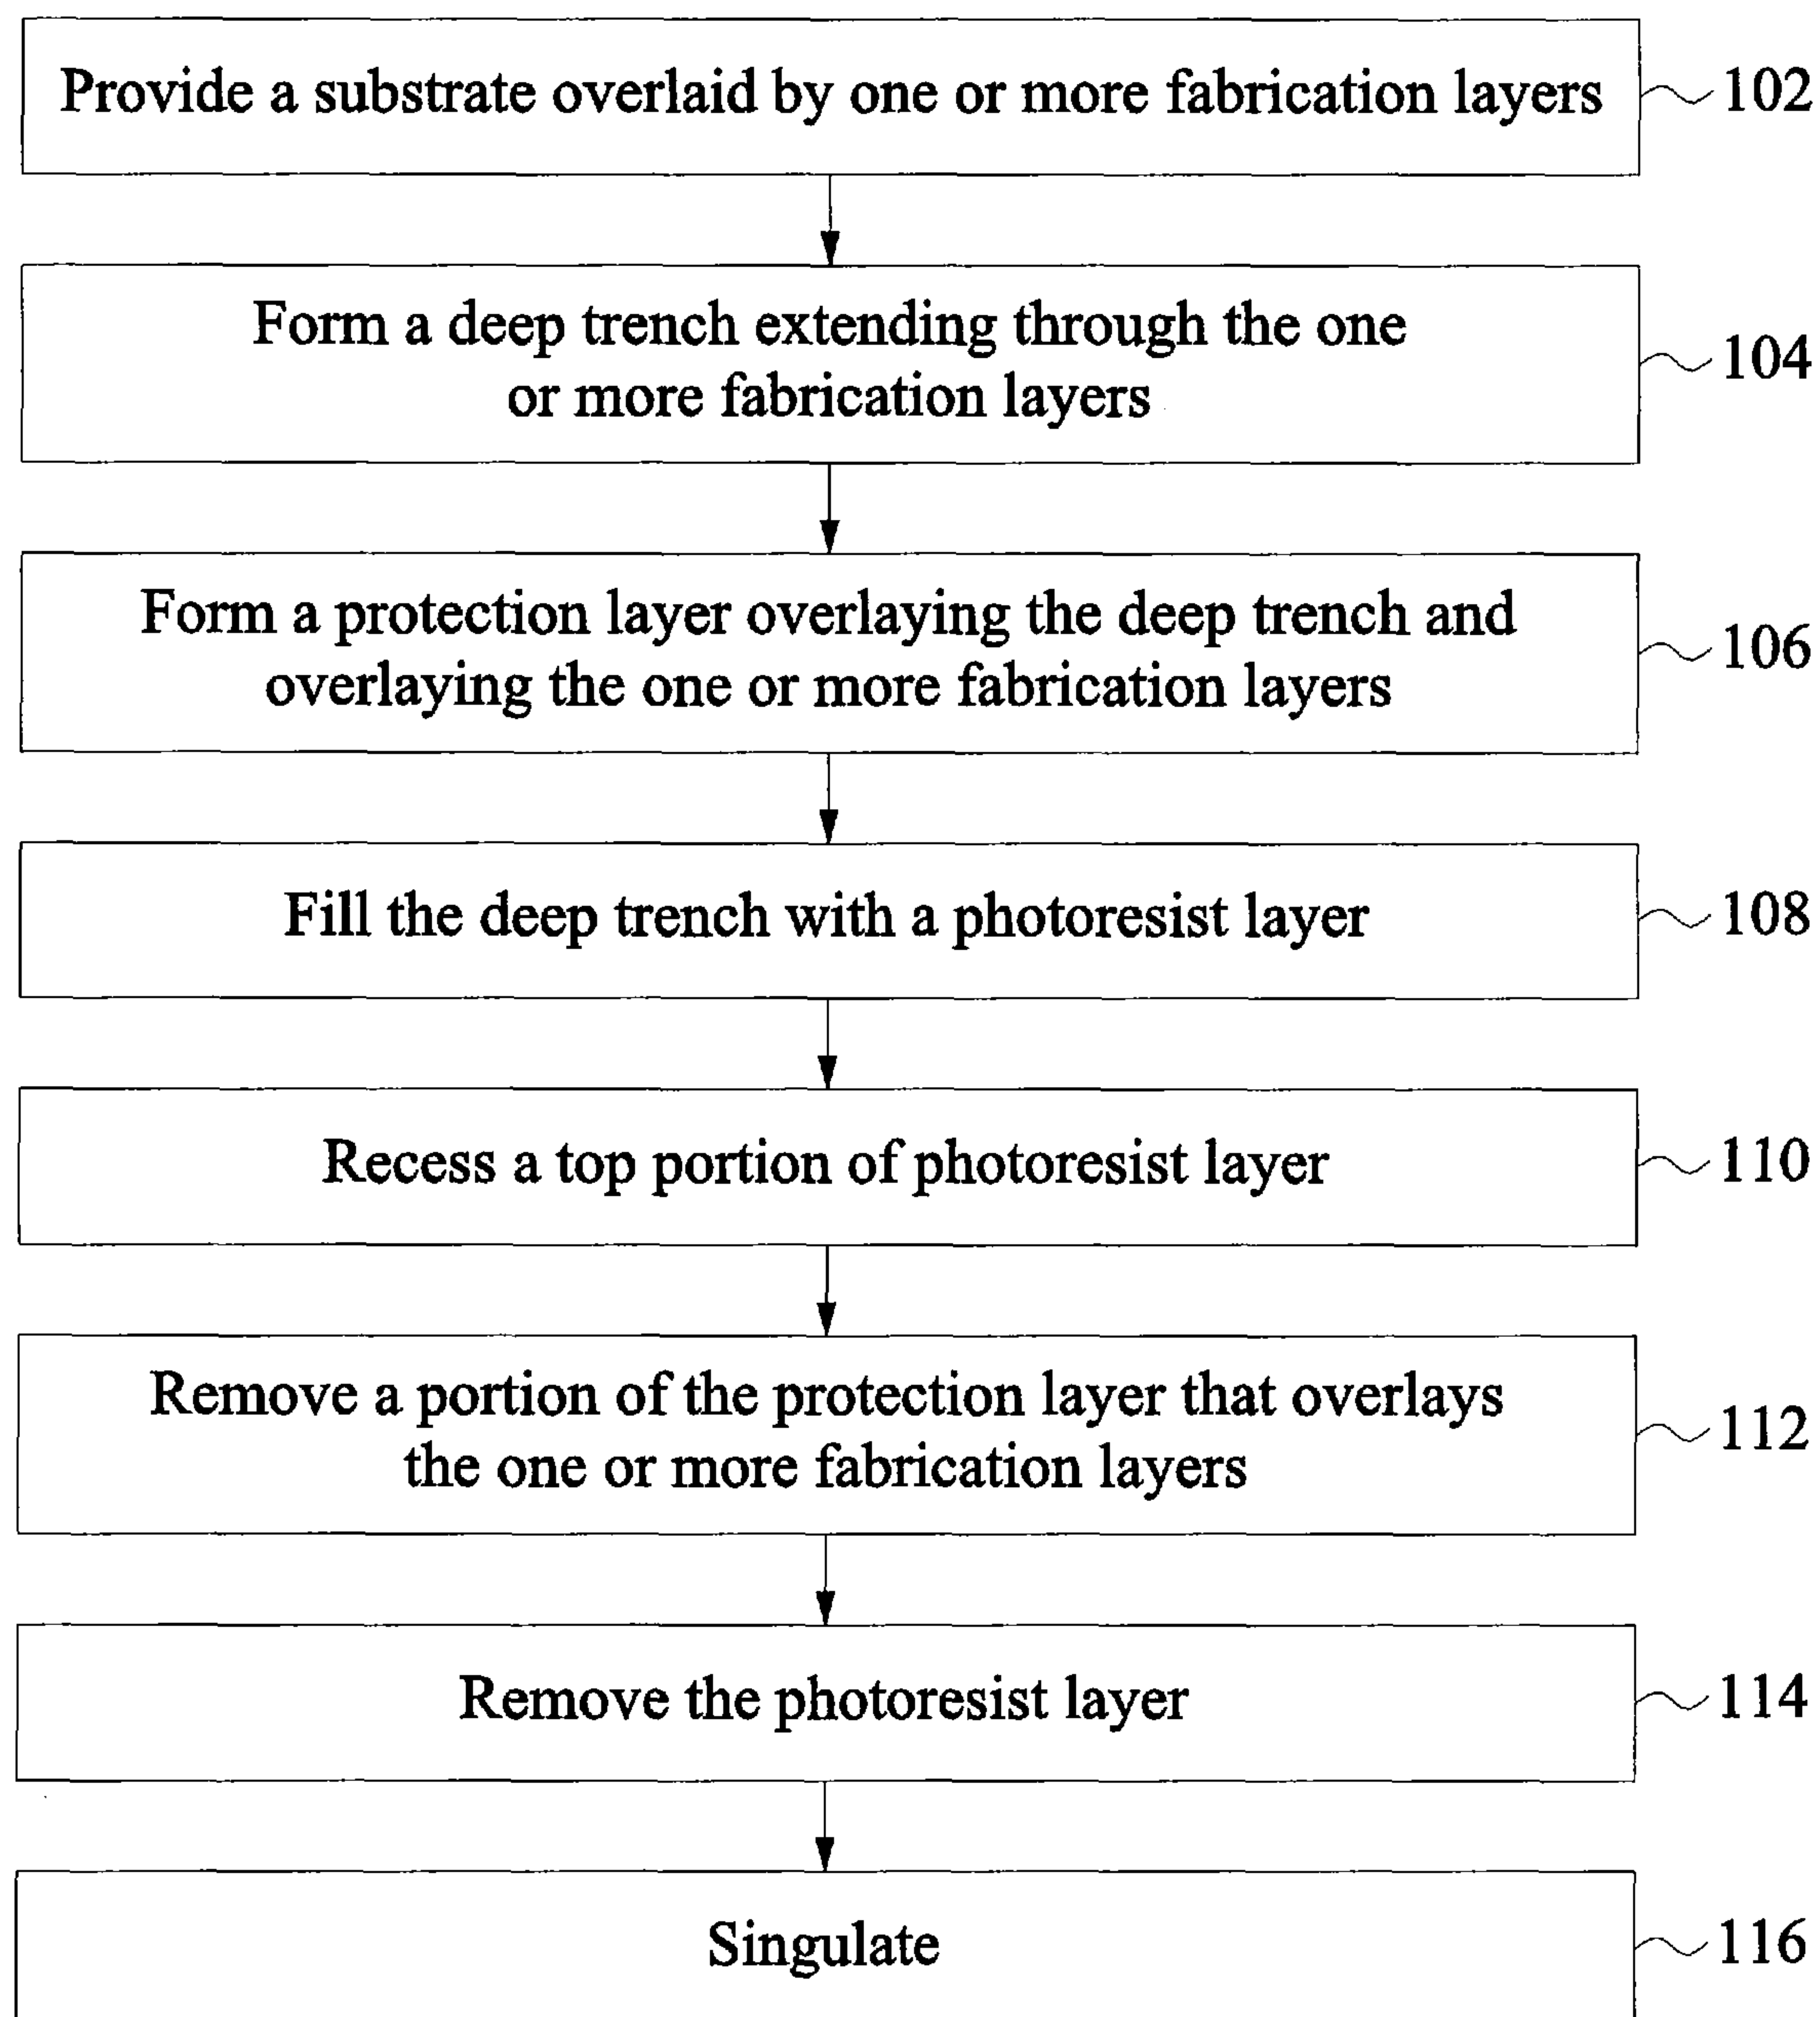 Provide a substrate overlaid by one or more fabrication layers
102
Form a deep trench extending through the one
or more fabrication layers
104
Form a protection layer overlaying the deep trench and
overlaying the one or more fabrication layers
106
Fill the deep trench with a photoresist layer
108
Recess a top portion of photoresist layer
110
Remove a portion of the protection layer that overlays
the one or more fabrication layers
112
Remove the photoresist layer
114
Singulate
116